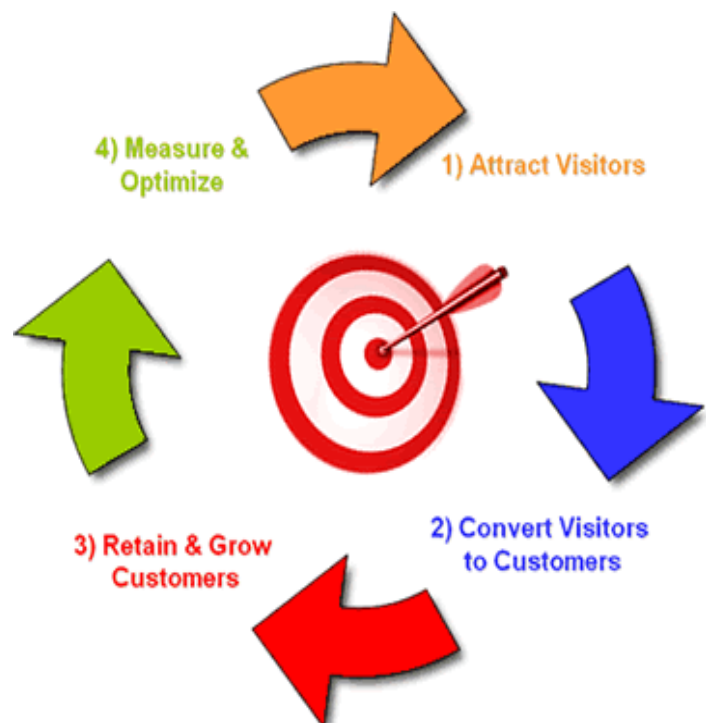 1) Attract Visitors
2) Convert Visitors
to Customers
3) Retain & Grow
Customers
4) Measure &
Optimize